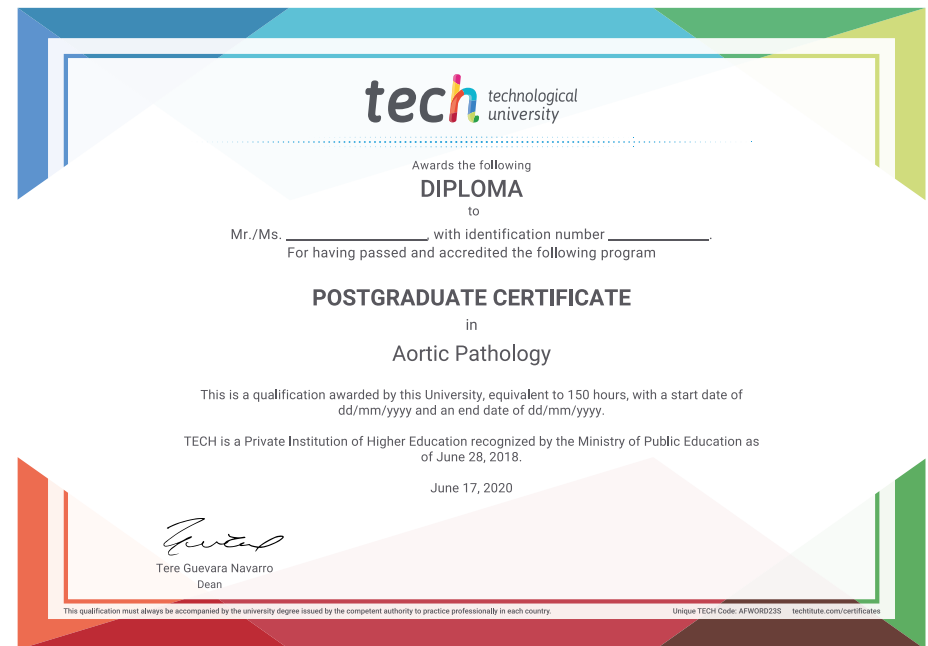 tech technological
university
Awards the following
DIPLOMA
to
Mr./Ms. ____________________, with identification number ______________.
For having passed and accredited the following program
POSTGRADUATE CERTIFICATE
in
Aortic Pathology
This is a qualification awarded by this University, equivalent to 150 hours, with a start date of
dd/mm/yyyy and an end date of dd/mm/yyyy.
TECH is a Private Institution of Higher Education recognized by the Ministry of Public Education as
of June 28, 2018.
June 17, 2020
Tere Guevara Navarro
Dean
This qualification must always be accompanied by the university degree issued by the competent authority to practice professionally in each country.
Unique TECH Code: AFWORD23S techtitute.com/certificates